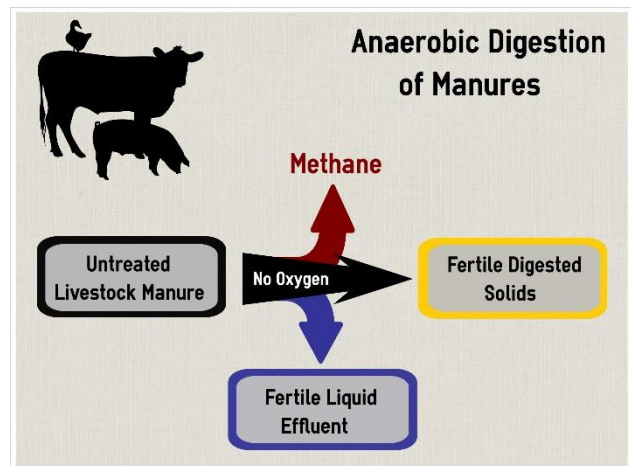 Anaerobic Digestion
of Manures
Methane
Untreated
Livestock Manure
No Oxygen
Fertile Digested
Solids
Fertile Liquid
Effluent